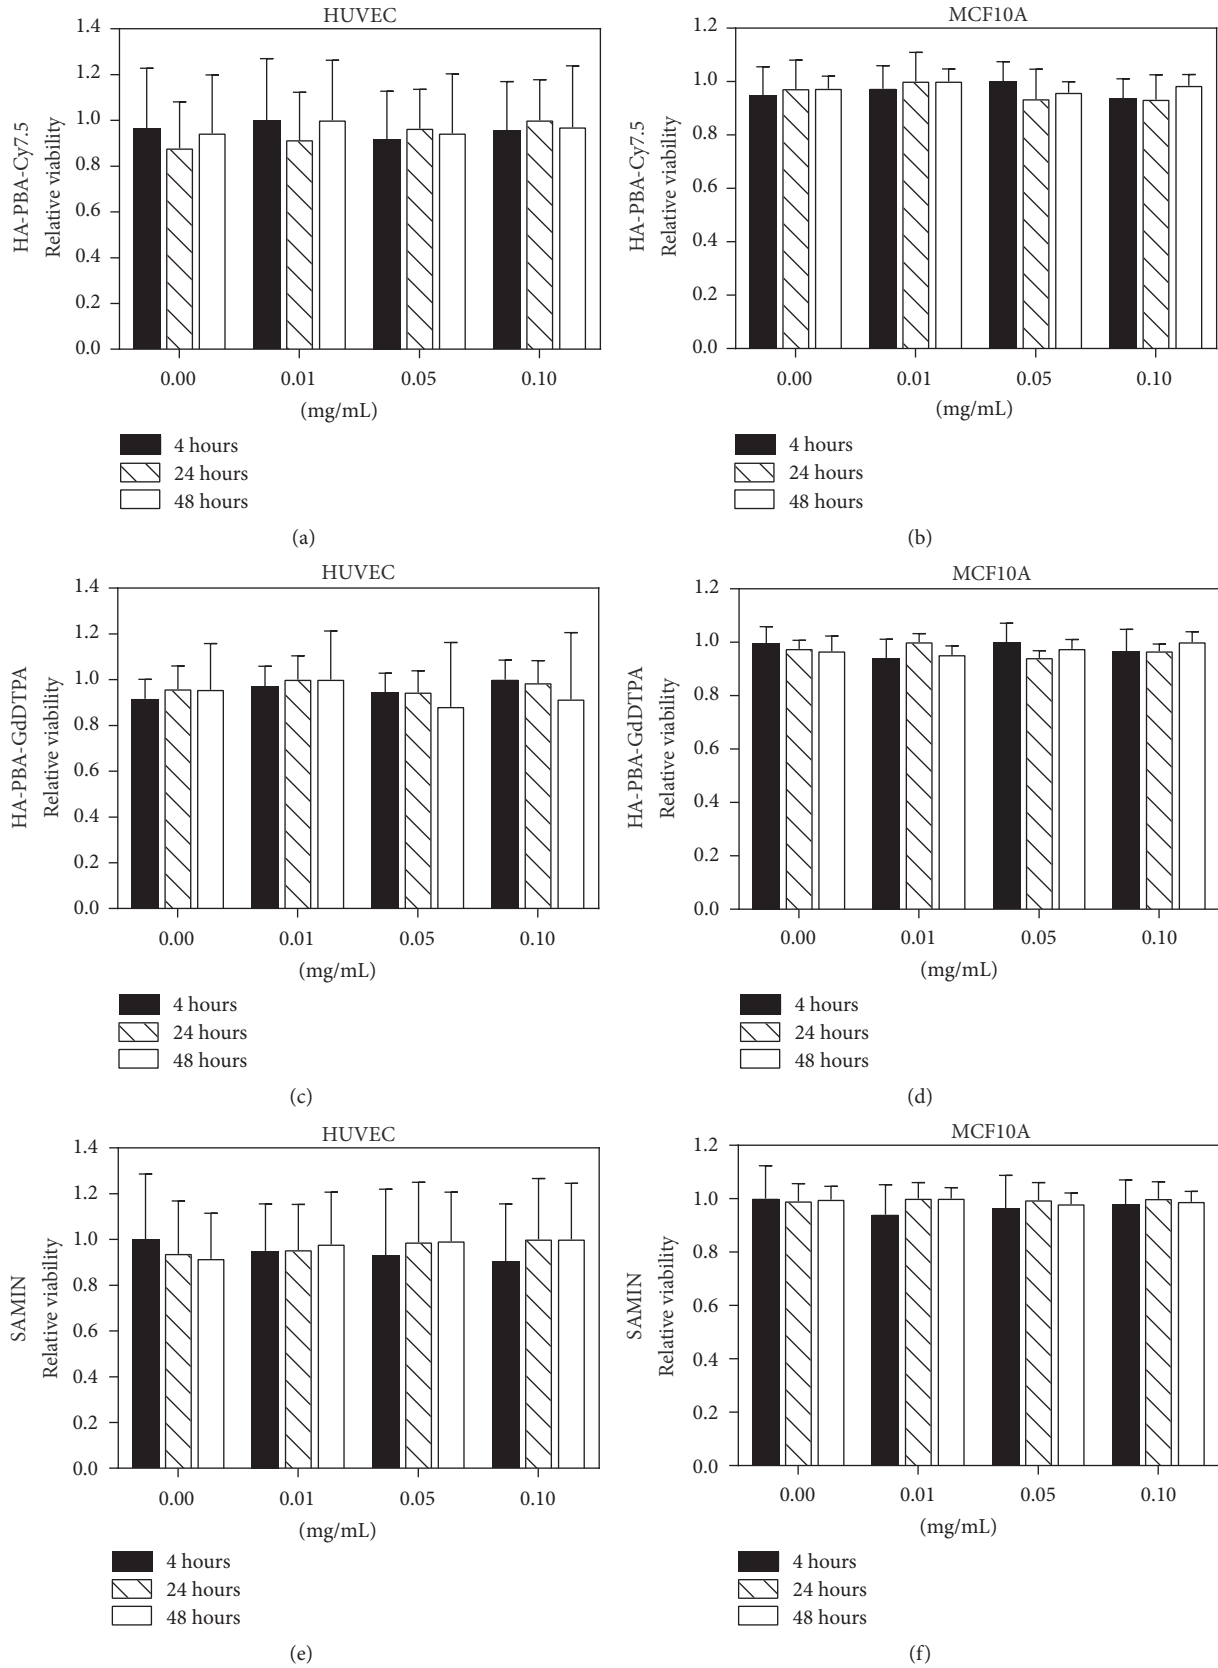 HUVEC
HA-PBA-Cy7.5
Relative viability
1.4
1.2
1.0
0.8
0.6
0.4
0.2
0.0
0.00 0.01 0.05 0.10
(mg/mL)
4 hours
24 hours
48 hours
(a)
MCF10A
HA-PBA-Cy7.5
Relative viability
1.2
1.0
0.8
0.6
0.4
0.2
0.0
0.00 0.01 0.05 0.10
(mg/mL)
4 hours
24 hours
48 hours
(b)
HUVEC
HA-PBA-GdDTPA
Relative viability
1.4
1.2
1.0
0.8
0.6
0.4
0.2
0.0
0.00 0.01 0.05 0.10
(mg/mL)
4 hours
24 hours
48 hours
(c)
MCF10A
HA-PBA-GdDTPA
Relative viability
1.2
1.0
0.8
0.6
0.4
0.2
0.0
0.00 0.01 0.05 0.10
(mg/mL)
4 hours
24 hours
48 hours
(d)
HUVEC
SAMIN
Relative viability
1.4
1.2
1.0
0.8
0.6
0.4
0.2
0.0
0.00 0.01 0.05 0.10
(mg/mL)
4 hours
24 hours
48 hours
(e)
MCF10A
SAMIN
Relative viability
1.2
1.0
0.8
0.6
0.4
0.2
0.0
0.00 0.01 0.05 0.10
(mg/mL)
4 hours
24 hours
48 hours
(f)